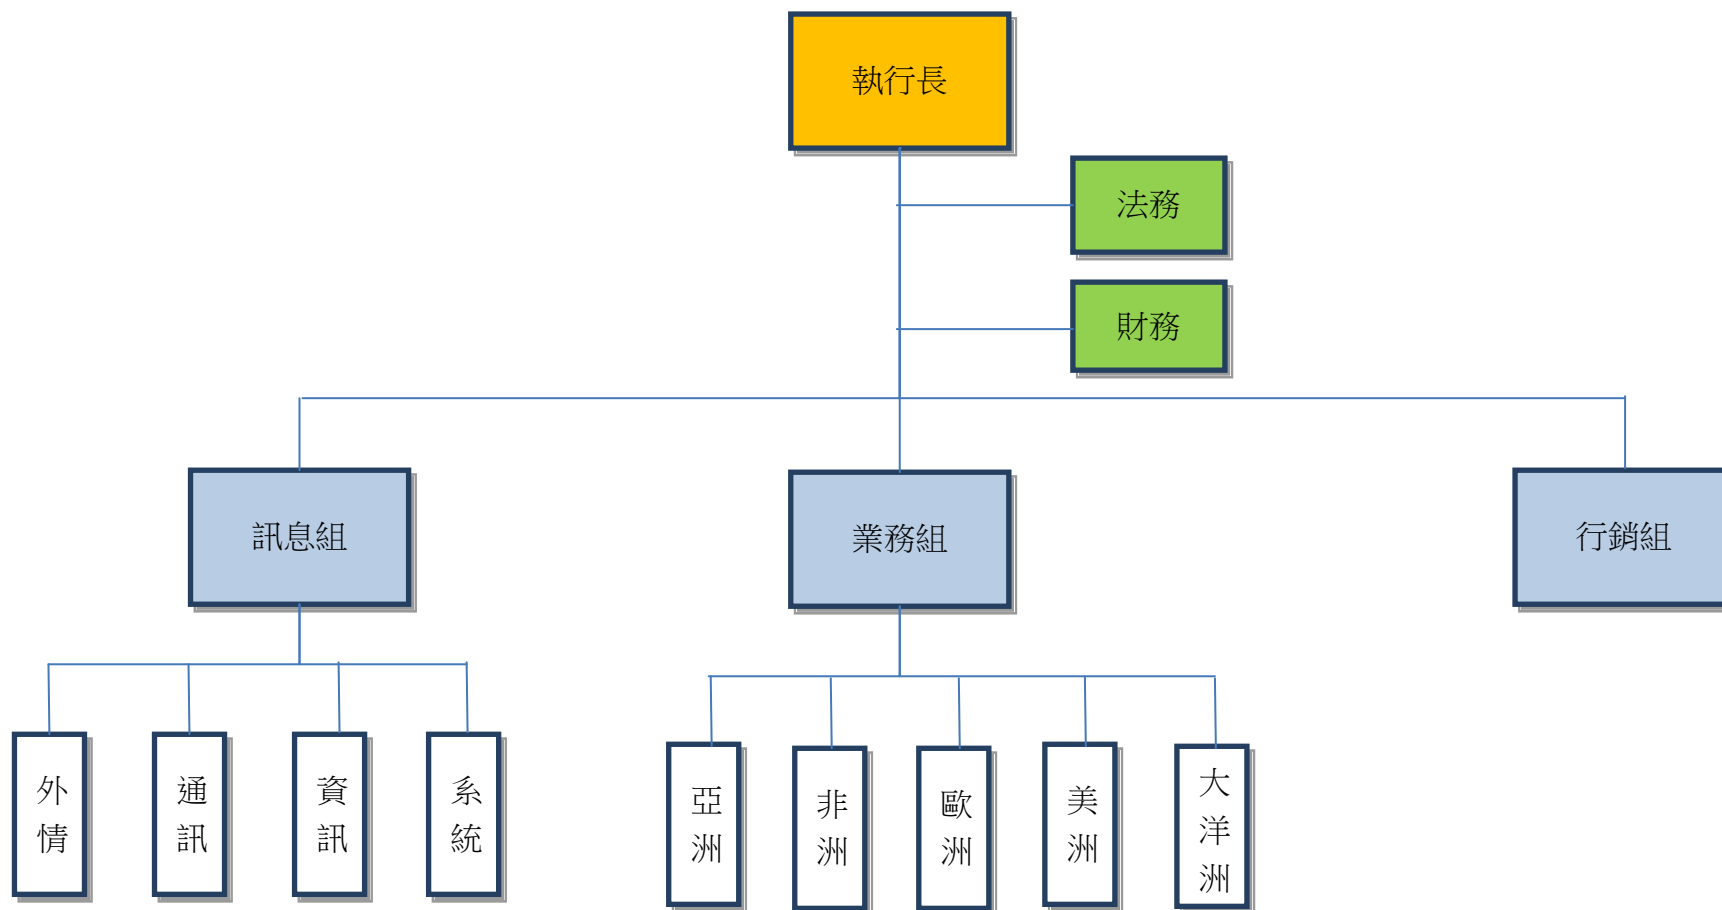 執行長
法務
財務
訊息組
業務組
行銷組
外情
通訊
資訊
系統
亞洲
非洲
歐洲
美洲
大洋洲